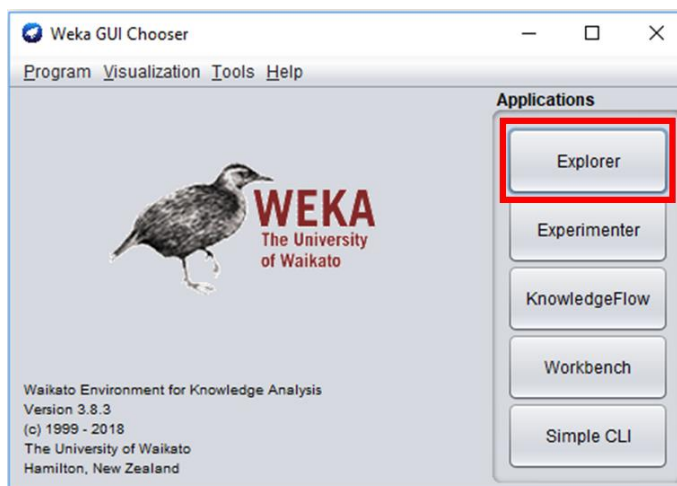 Weka GUI Chooser
Program Visualization Tools Help
Applications
Explorer
Experimenter
KnowledgeFlow
Workbench
Simple CLI
WEKA
The University
of Waikato
Waikato Environment for Knowledge Analysis
Version 3.8.3
(c) 1999 - 2018
The University of Waikato
Hamilton, New Zealand